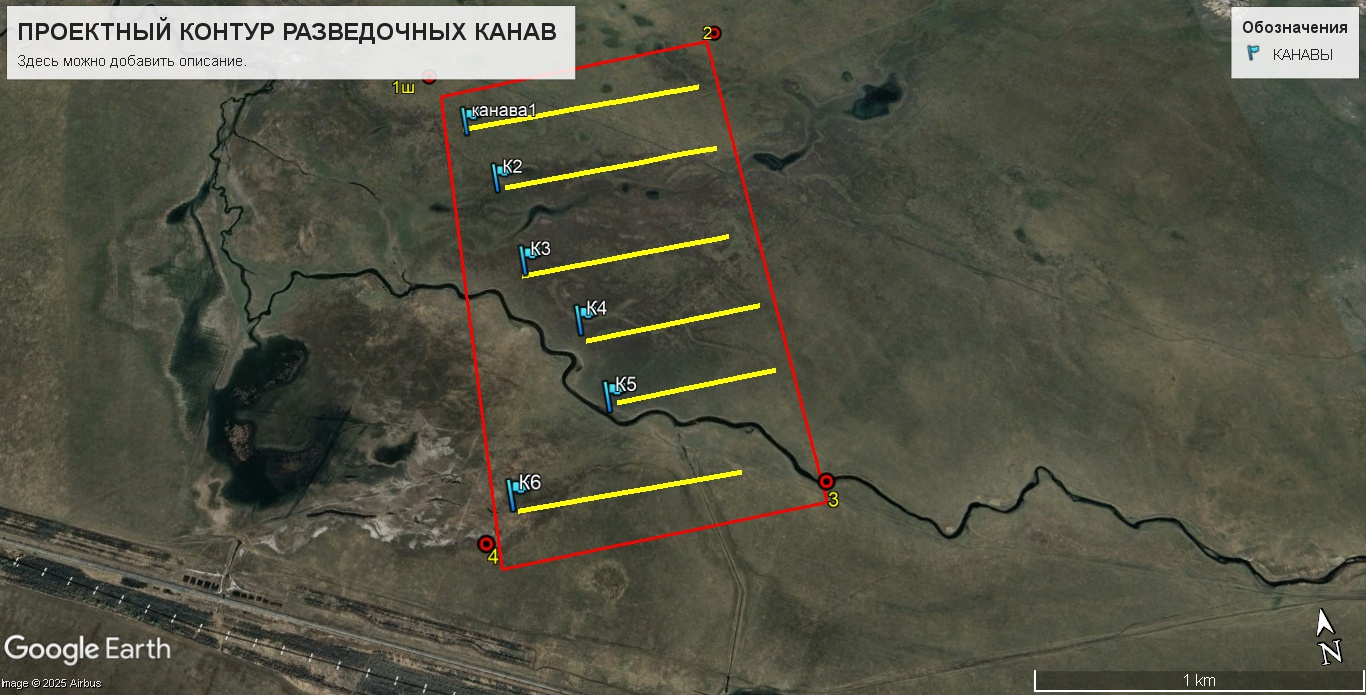 ПРОЕКТНЫЙ КОНТУР РАЗВЕДОЧНЫХ КАНАВ
Здесь можно добавить описание.
Обозначения
КАНАВЫ
2
1ш
канава1
К2
К3
К4
К5
К6
3
4
Google Earth
Image © 2025 Airbus
N
1 km